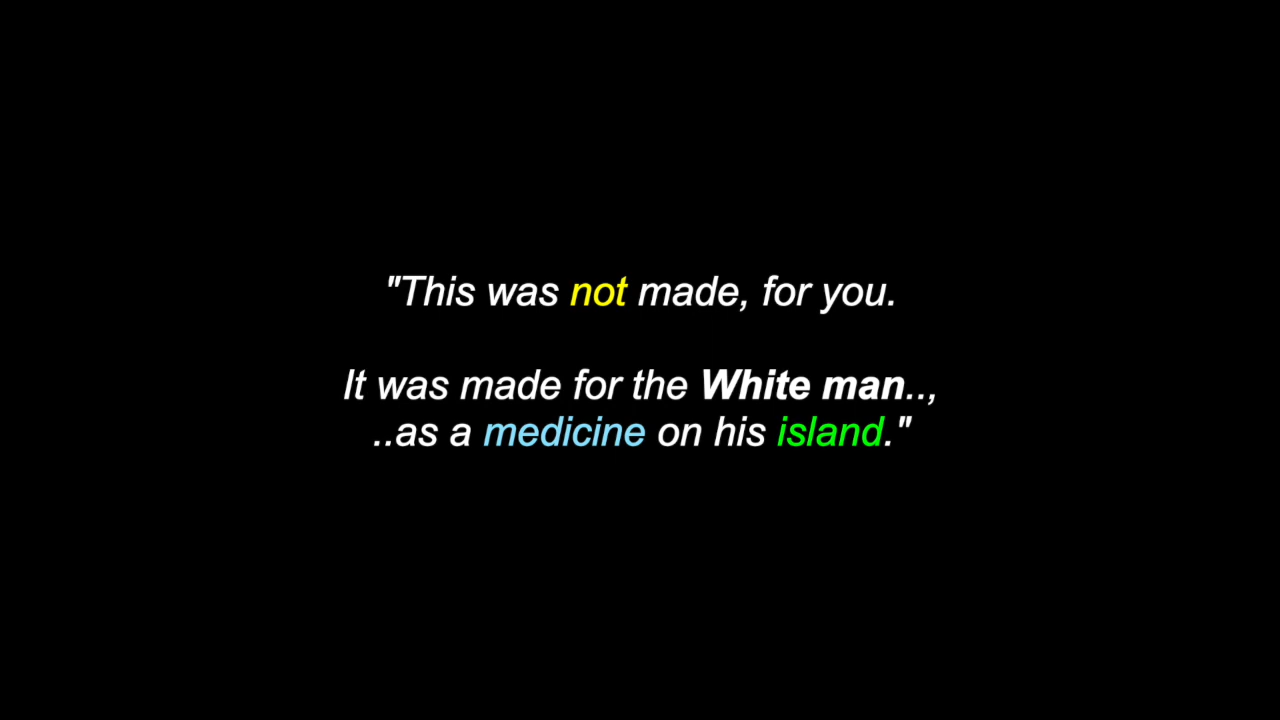 "This was not made, for you.
It was made for the White man..,
..as a medicine on his island."